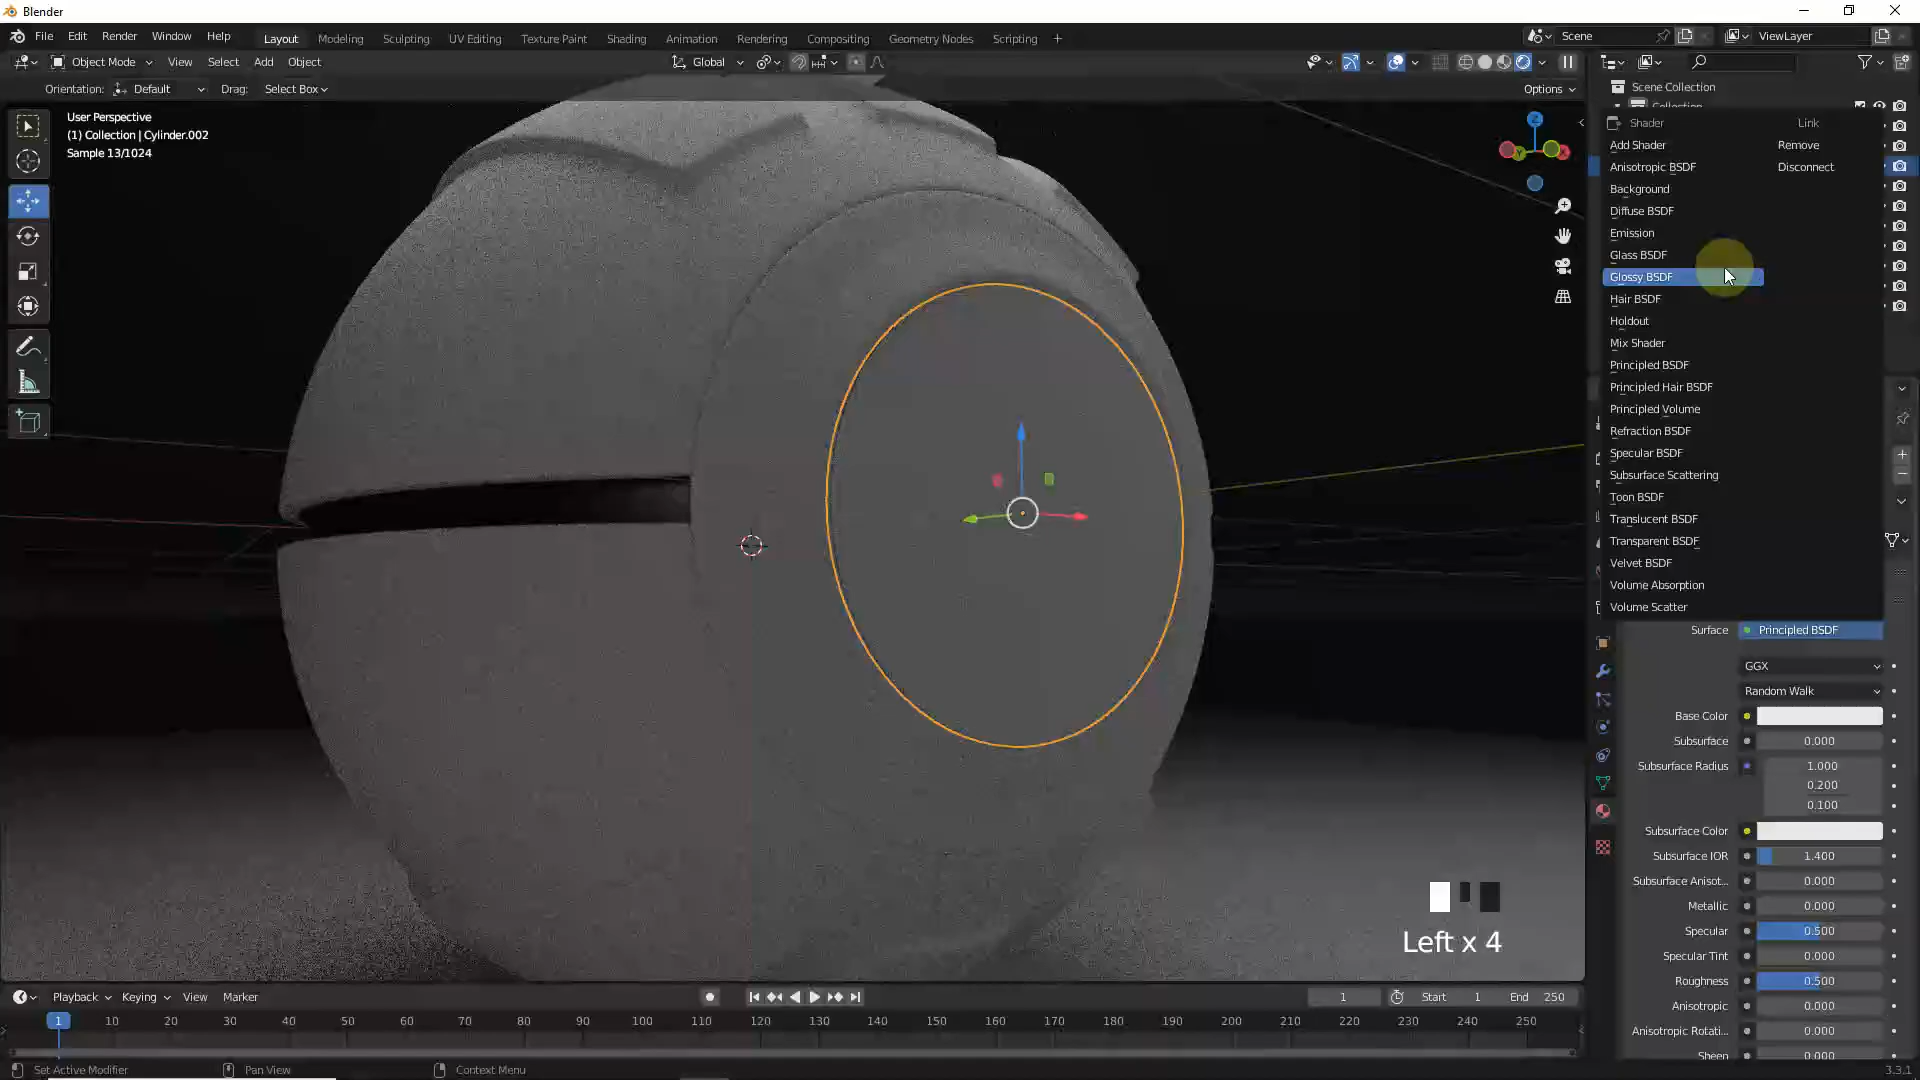 Blender
File Edit Render Window Help
Layout Modeling Sculpting UV Editing Texture Paint Shading Animation Rendering Compositing Geometry Nodes Scripting +
Scene
ViewLayer
Object Mode View Select Add Object
Global
Orientation: Default Drag: Select Box
Options
User Perspective
(1) Collection | Cylinder.002
Sample 13/1024
Z
Y
X
Scene Collection
Collection
Shader
Link
Add Shader
Remove
Anisotropic BSDF
Disconnect
Background
Diffuse BSDF
Emission
Glass BSDF
Glossy BSDF
Hair BSDF
Holdout
Mix Shader
Principled BSDF
Principled Hair BSDF
Principled Volume
Refraction BSDF
Specular BSDF
Subsurface Scattering
Toon BSDF
Translucent BSDF
Transparent BSDF
Velvet BSDF
Volume Absorption
Volume Scatter
Surface Principled BSDF
GGX
Random Walk
Base Color
Subsurface 0.000
Subsurface Radius 1.000
0.200
0.100
Subsurface Color
Subsurface IOR 1.400
Subsurface Anisot... 0.000
Metallic 0.000
Specular 0.500
Specular Tint 0.000
Roughness 0.500
Anisotropic 0.000
Anisotropic Rotati... 0.000
Sheen 0.000
Left x 4
Playback Keying View Marker
1 Start 1 End 250
1 10 20 30 40 50 60 70 80 90 100 110 120 130 140 150 160 170 180 190 200 210 220 230 240 250
Set Active Modifier Pan View Context Menu
3.3.1